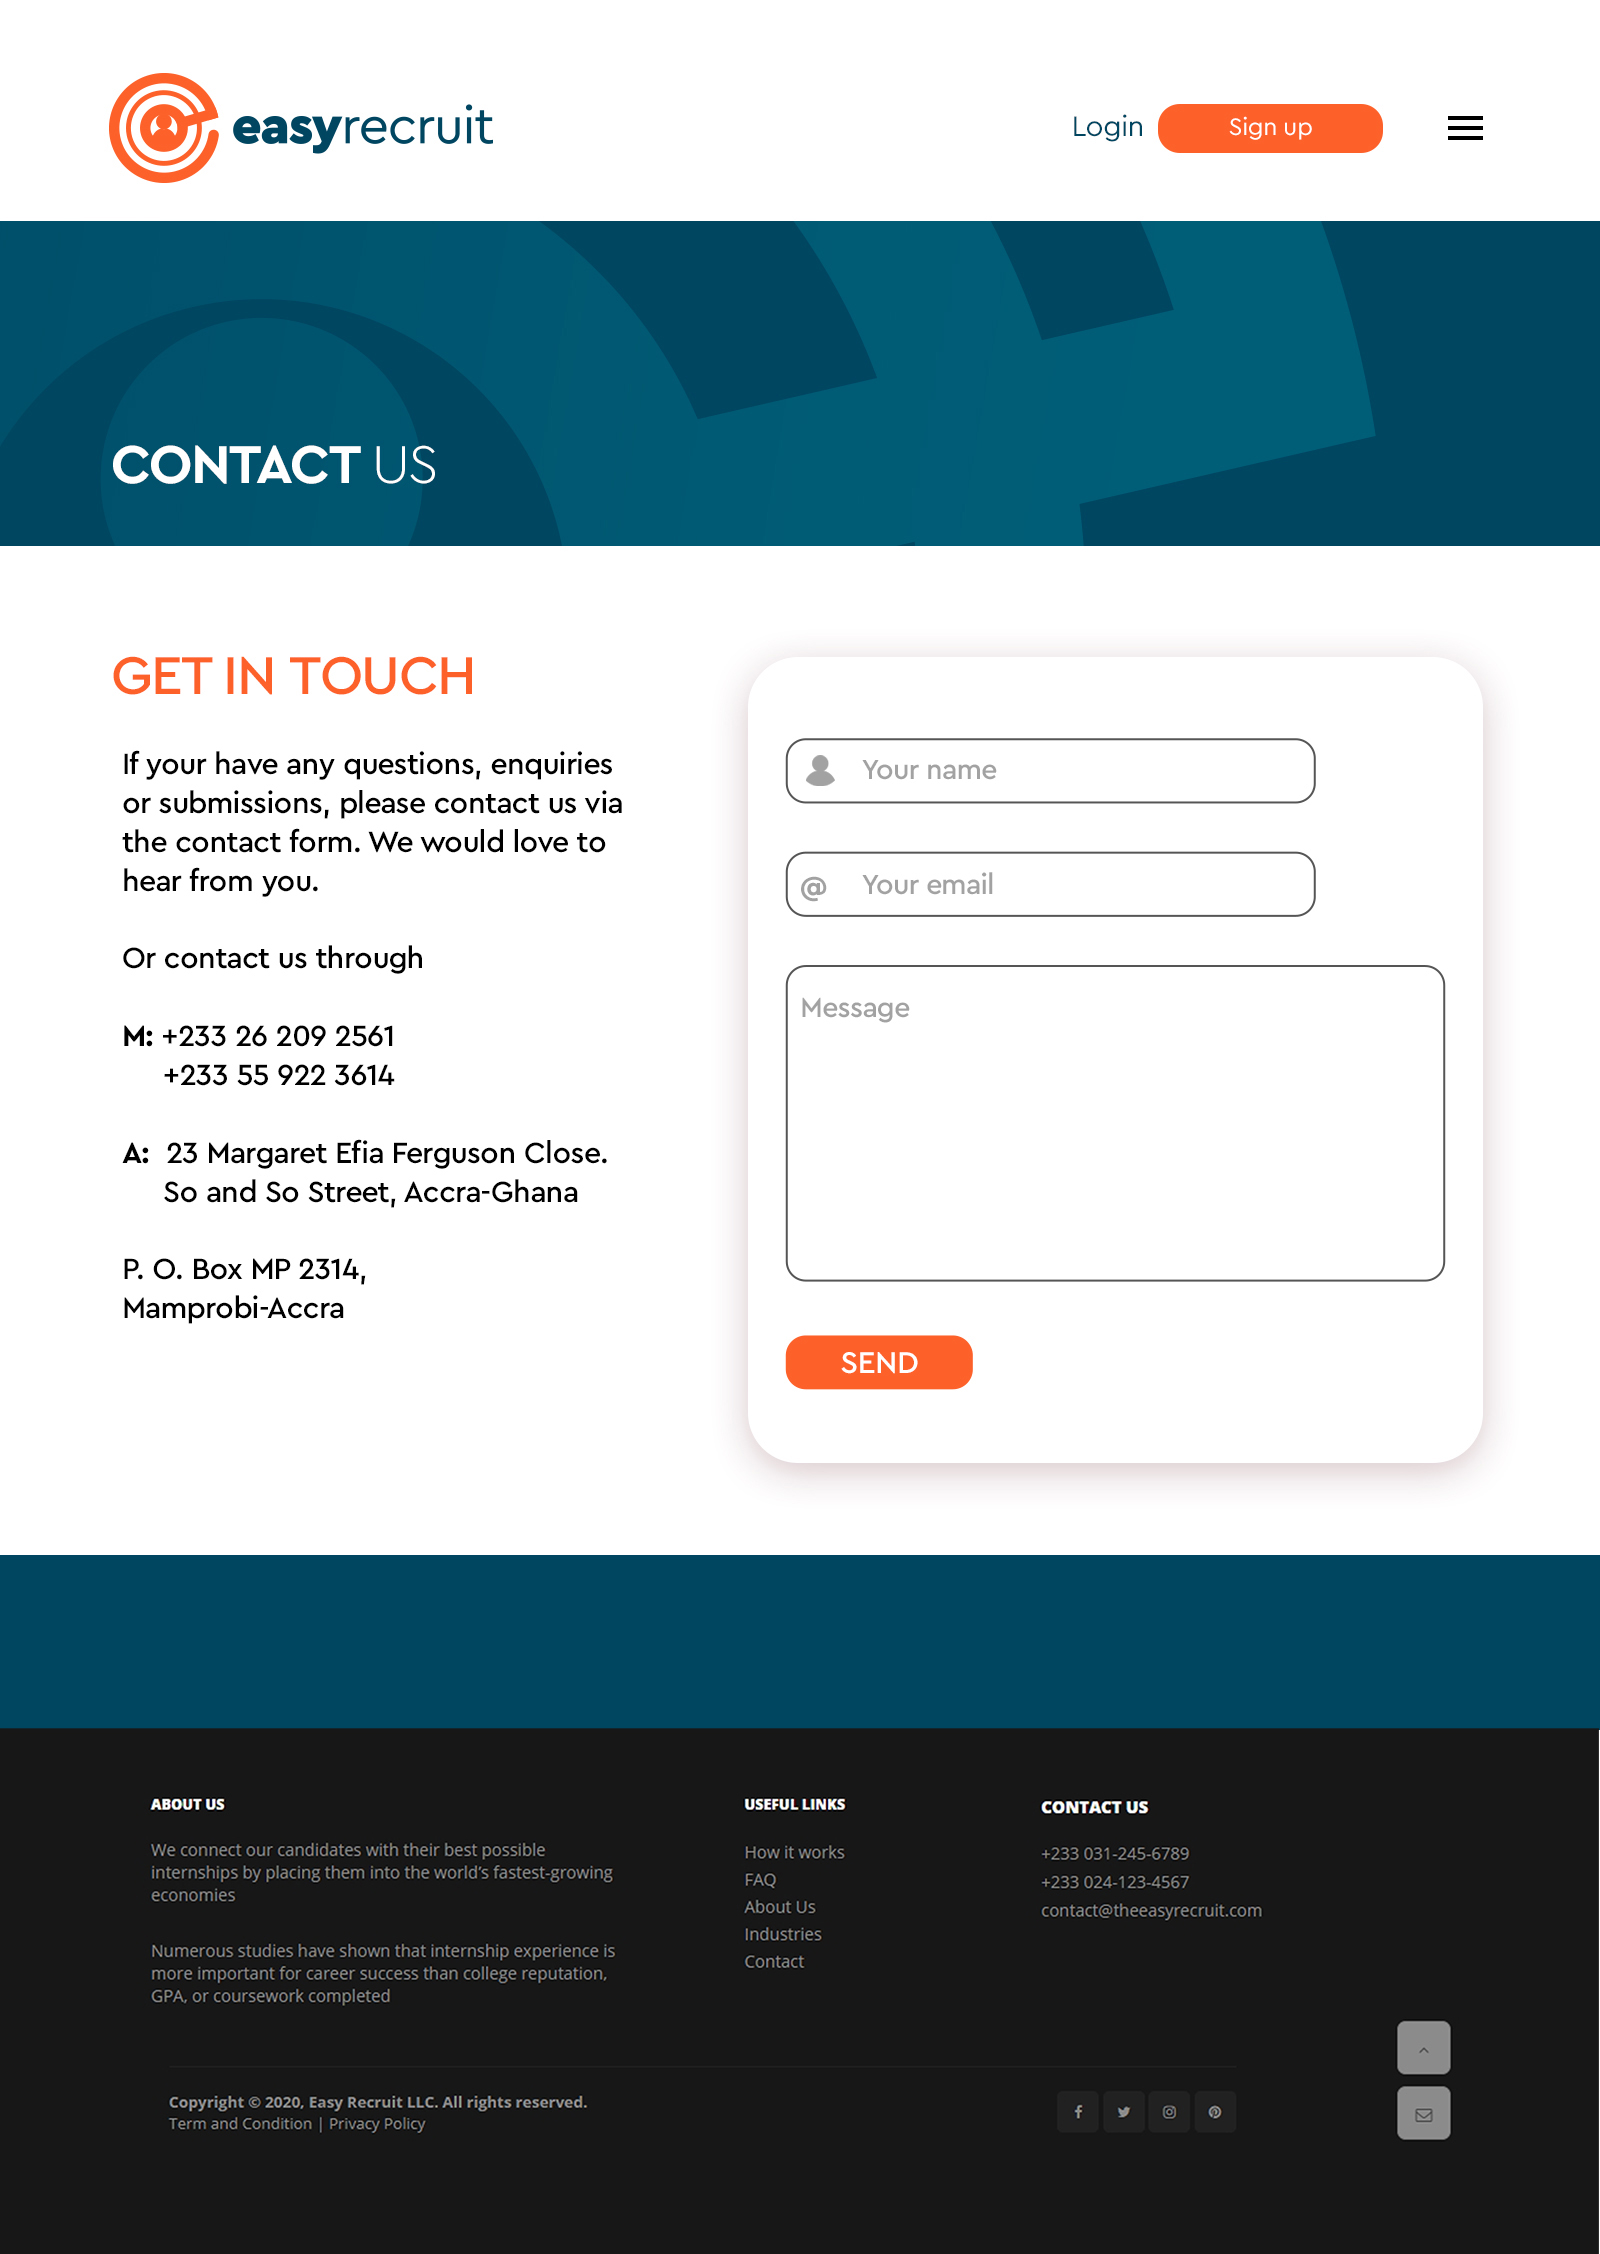 easyrecruit
Login
Sign up
CONTACT US
GET IN TOUCH
If your have any questions, enquiries
or submissions, please contact us via
the contact form. We would love to
hear from you.
Or contact us through
M: +233 26 209 2561
+233 55 922 3614
A: 23 Margaret Efia Ferguson Close.
So and So Street, Accra-Ghana
P. O. Box MP 2314,
Mamprobi-Accra
Your name
@ Your email
Message
SEND
ABOUT US
We connect our candidates with their best possible
internships by placing them into the world’s fastest-growing
economies
Numerous studies have shown that internship experience is
more important for career success than college reputation,
GPA, or coursework completed
USEFUL LINKS
How it works
FAQ
About Us
Industries
Contact
CONTACT US
+233 031-245-6789
+233 024-123-4567
contact@theeasyrecruit.com
Copyright © 2020, Easy Recruit LLC. All rights reserved.
Term and Condition | Privacy Policy